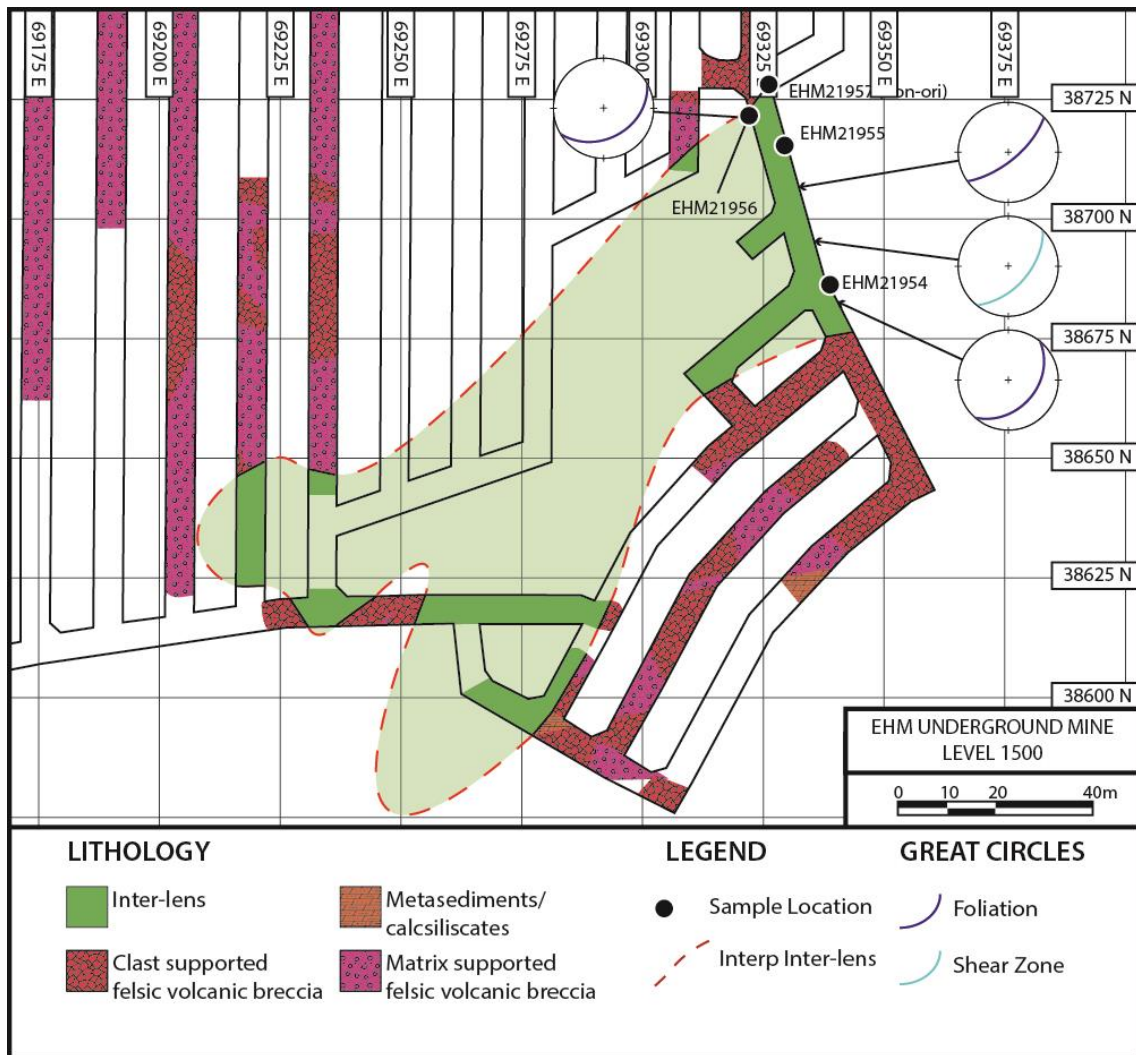 69175 E
69200 E
69225 E
69250 E
69275 E
69300
69325
69350 E
69375 E
38725 N
38700 N
38675 N
38650 N
38625 N
38600 N
EHM21957 on-ori)
EHM21955
EHM21956
EHM21954
EHM UNDERGROUND MINE
LEVEL 1500
0 10 20 40m
LITHOLOGY
Inter-lens
Clast supported
felsic volcanic breccia
Metasediments/
calcsiliscates
Matrix supported
felsic volcanic breccia
LEGEND
Sample Location
Interp Inter-lens
GREAT CIRCLES
Foliation
Shear Zone